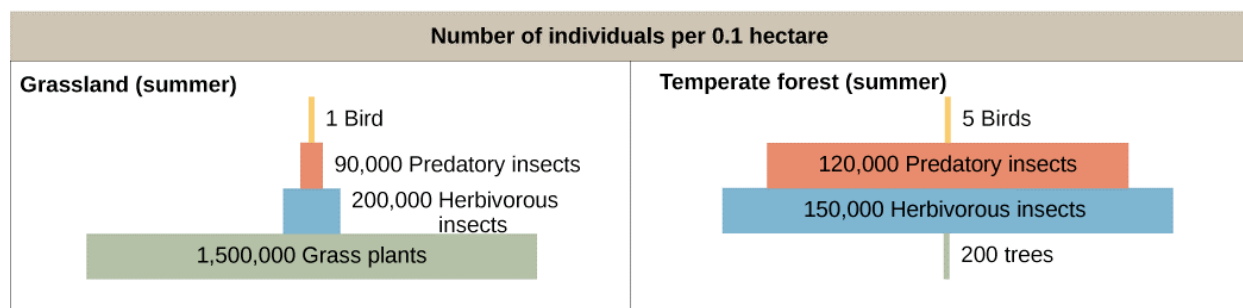 Number of individuals per 0.1 hectare
Grassland (summer)
1 Bird
90,000 Predatory insects
200,000 Herbivorous
insects
1,500,000 Grass plants
Temperate forest (summer)
5 Birds
120,000 Predatory insects
150,000 Herbivorous insects
200 trees